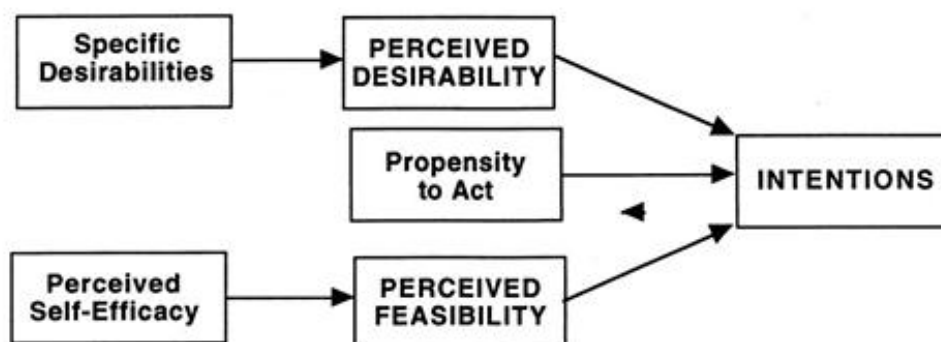 Specific
Desirabilities
PERCEIVED
DESIRABILITY
Propensity
to Act
INTENTIONS
Perceived
Self-Efficacy
PERCEIVED
FEASIBILITY